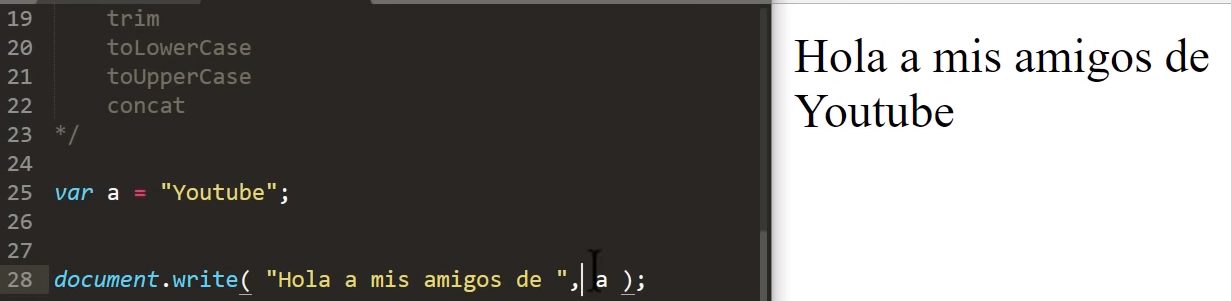 19 trim
20 toLowerCase
21 toUpperCase
22 concat
23 */
24
25 var a = "Youtube";
26
27
28 document.write( "Hola a mis amigos de ", a );
Hola a mis amigos de
Youtube